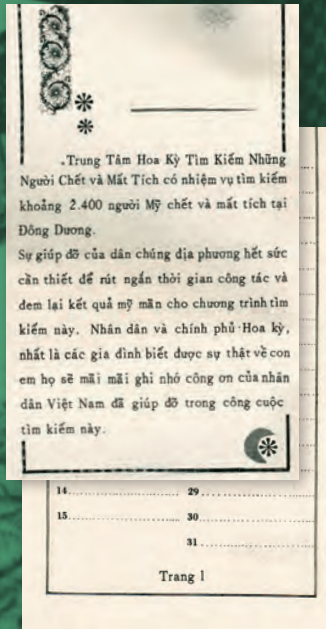 .Trung Tâm Hoa Kỳ Tìm Kiếm Những
Người Chết và Mất Tích có nhiệm vụ tìm kiếm
khoảng 2.400 người Mỹ chết và mất tích tại
Đông Dương.
Sự giúp đỡ của dân chúng địa phương hết sức
cần thiết để rút ngắn thời gian công tác và
đem lại kết quả mỹ mãn cho chương trình tìm
kiếm này. Nhân dân và chính phủ Hoa kỳ,
nhất là các gia đình biết được sự thật về con
em họ sẽ mãi mãi ghi nhớ công ơn của nhân
dân Việt Nam đã giúp đỡ trong công cuộc
tìm kiếm này.
14.................... 29....................
15.................... 30....................
31....................
Trang 1